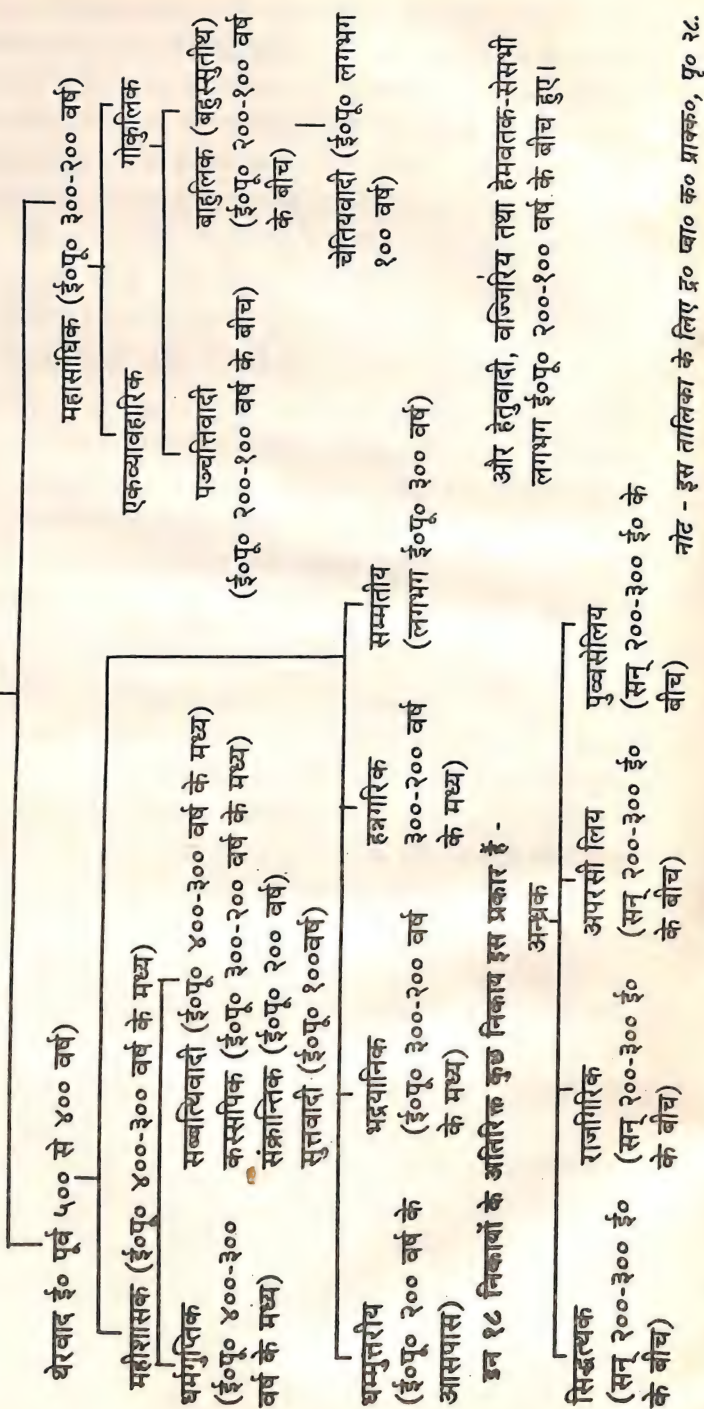 थेरवाद ई० पूर्व ५०० से ४०० वर्ष)
महासांघिक (ई०पू० ३००-२०० वर्ष)
महीशासक (ई०पू० ४००-३०० वर्ष के मध्य)
एकव्यावहारिक
गोकुलिक
धर्मगुप्तिक
(ई०पू० ४००-३००
वर्ष के मध्य)
सब्बत्थिवादी (ई०पू० ४००-३०० वर्ष के मध्य)
कस्सपिक (ई०पू० ३००-२०० वर्ष के मध्य)
संक्रान्तिक (ई०पू० २०० वर्ष)
सुत्तवादी (ई०पू० १००वर्ष)
पञ्चत्तिवादी
(ई०पू० २००-१०० वर्ष के बीच)
बाहुलिक (बहुस्सुतीय)
(ई०पू० २००-१०० वर्ष
के बीच)
चेतियवादी (ई०पू० लगभग
१०० वर्ष)
धम्मुत्तरीय
(ई०पू० २०० वर्ष के
आसपास)
भद्रयानिक
(ई०पू० ३००-२०० वर्ष
के मध्य)
छन्नगरिक
३००-२०० वर्ष
के मध्य)
सम्मतीय
(लगभग ई०पू० ३०० वर्ष)
इन १८ निकायों के अतिरिक्त कुछ निकाय इस प्रकार हैं -
अन्धक
सिद्धत्यक
(सन् २००-३०० ई०
के बीच)
राजगिरिक
(सन् २००-३०० ई०
के बीच)
अपरसी लिय
(सन् २००-३०० ई०
के बीच)
पुव्वसेलिय
(सन् २००-३०० ई० के
बीच)
और हेतुवादी, वज्जिरिय तथा हेमवतक-सेसभी
लगभग ई०पू० २००-१०० वर्ष के बीच हुए।
नोट - इस तालिका के लिए द्र० प्वा० क० प्राक्क०, पृ० २८.